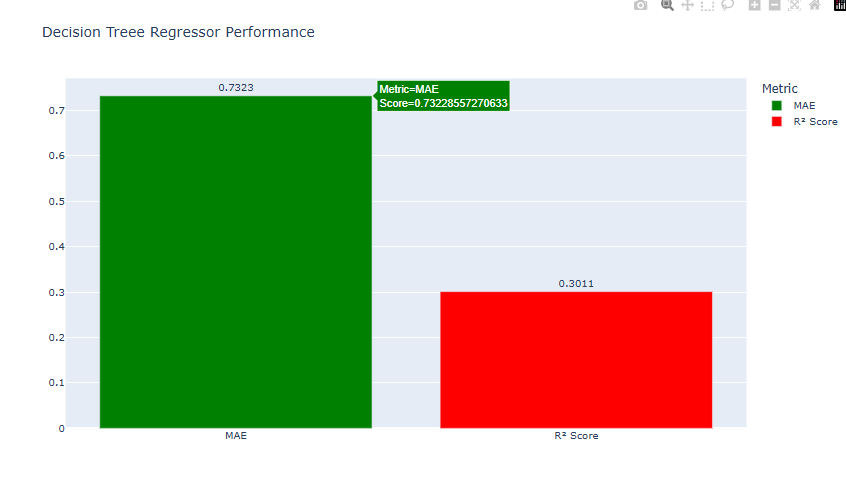 Decision Treee Regressor Performance
0.7323
Metric=MAE
Score=0.73228557270633
Metric
MAE
R² Score
0.7
0.6
0.5
0.4
0.3
0.2
0.1
0
0.3011
MAE
R² Score